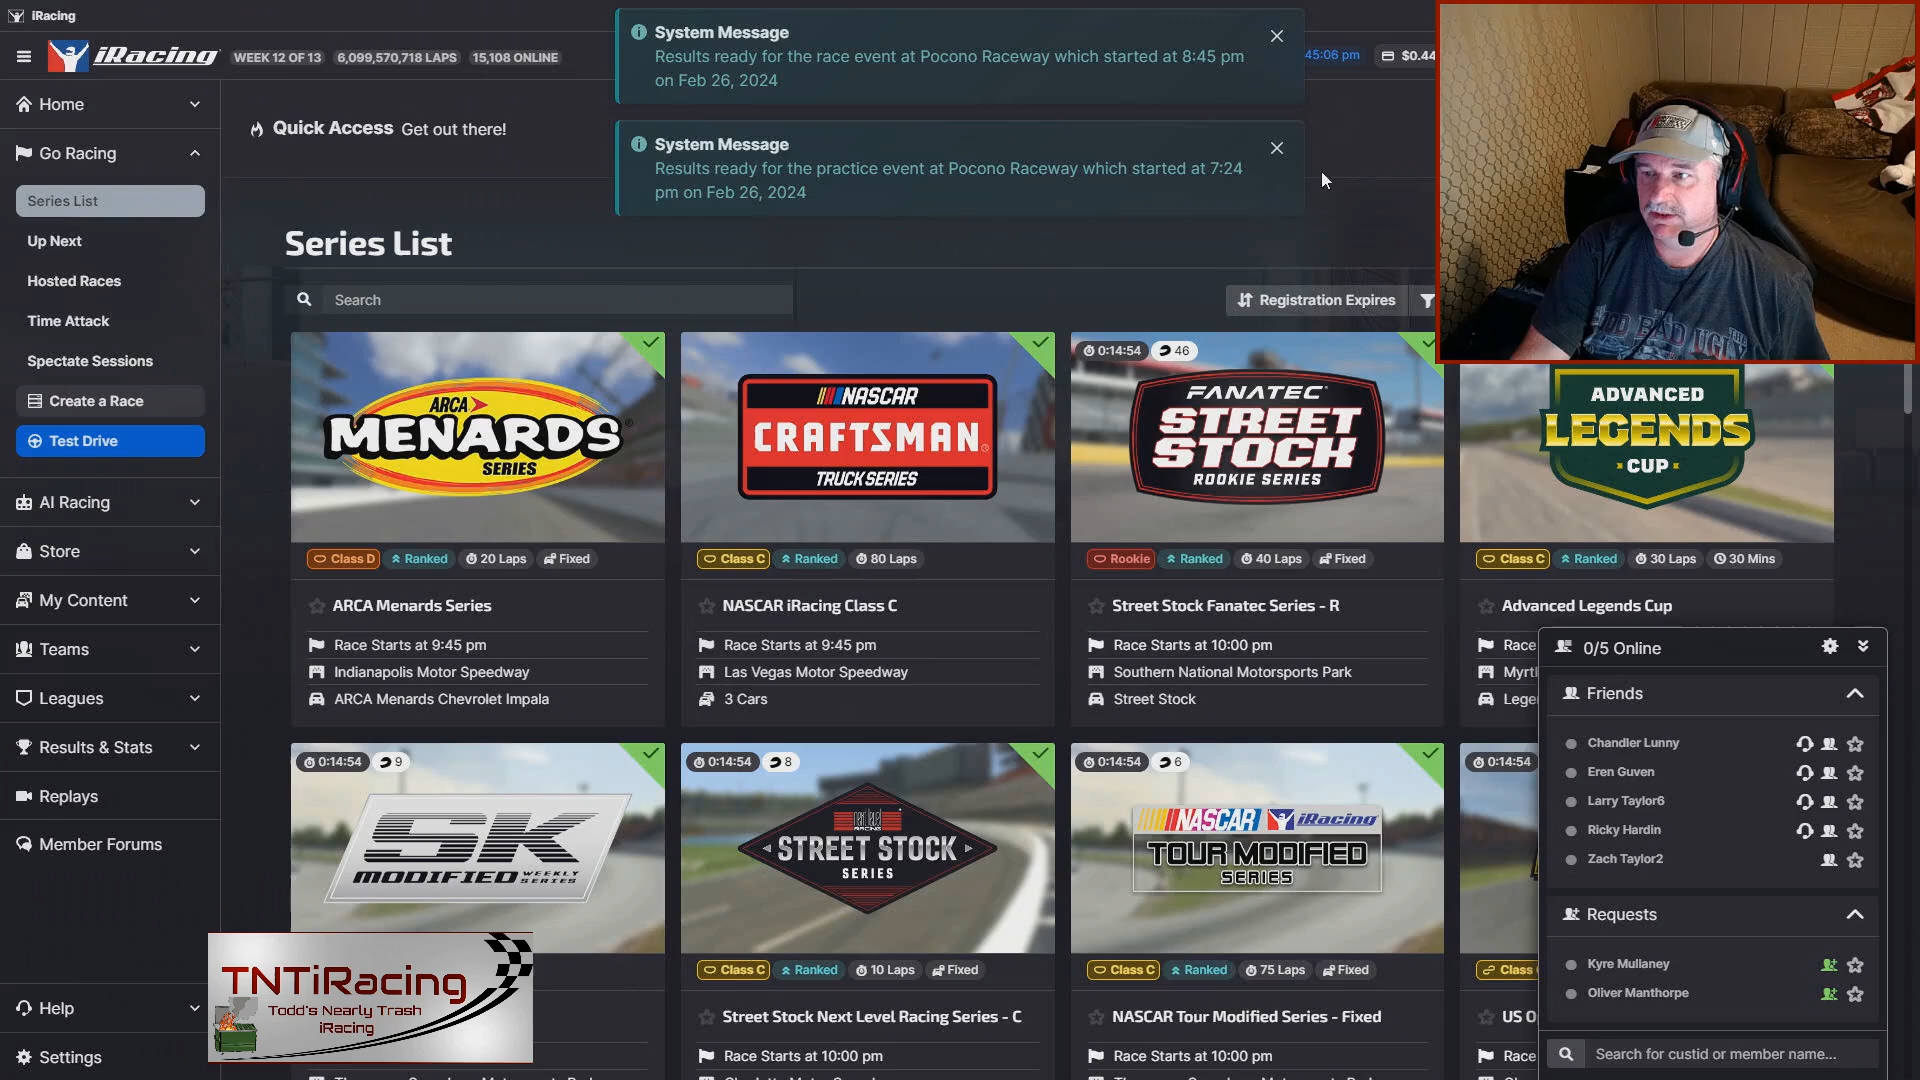 iRacing
iRacing
WEEK 12 OF 13
6,099,570,718 LAPS
15,108 ONLINE
System Message
Results ready for the race event at Pocono Raceway which started at 8:45 pm
on Feb 26, 2024
System Message
Results ready for the practice event at Pocono Raceway which started at 7:24
pm on Feb 26, 2024
45:06 pm
$0.44
Home
Go Racing
Series List
Up Next
Hosted Races
Time Attack
Spectate Sessions
Create a Race
Test Drive
AI Racing
Store
My Content
Teams
Leagues
Results & Stats
Replays
Member Forums
Help
Settings
Quick Access Get out there!
Series List
Search
Registration Expires
ARCA
MENARDS
SERIES
Class D
Ranked
20 Laps
Fixed
ARCA Menards Series
Race Starts at 9:45 pm
Indianapolis Motor Speedway
ARCA Menards Chevrolet Impala
NASCAR
CRAFTSMAN
TRUCK SERIES
Class C
Ranked
80 Laps
NASCAR iRacing Class C
Race Starts at 9:45 pm
Las Vegas Motor Speedway
3 Cars
0:14:54
46
FANATEC
STREET
STOCK
ROOKIE SERIES
Rookie
Ranked
40 Laps
Fixed
Street Stock Fanatec Series - R
Race Starts at 10:00 pm
Southern National Motorsports Park
Street Stock
ADVANCED
LEGENDS
CUP
Class C
Ranked
30 Laps
30 Mins
Advanced Legends Cup
Race
Myrtl
Lege
0:14:54
9
SK
MODIFIED WEEKLY SERIES
0:14:54
8
next level
RACING
STREET STOCK
SERIES
Class C
Ranked
10 Laps
Fixed
Street Stock Next Level Racing Series - C
Race Starts at 10:00 pm
0:14:54
6
NASCAR iRacing
TOUR MODIFIED
SERIES
Class C
Ranked
75 Laps
Fixed
NASCAR Tour Modified Series - Fixed
Race Starts at 10:00 pm
0:14:54
Class
US O
Race
0/5 Online
Friends
Chandler Lunny
Eren Guven
Larry Taylor6
Ricky Hardin
Zach Taylor2
Requests
Kyre Mullaney
Oliver Manthorpe
Search for custid or member name...
TNTiRacing
Todd's Nearly Trash
iRacing